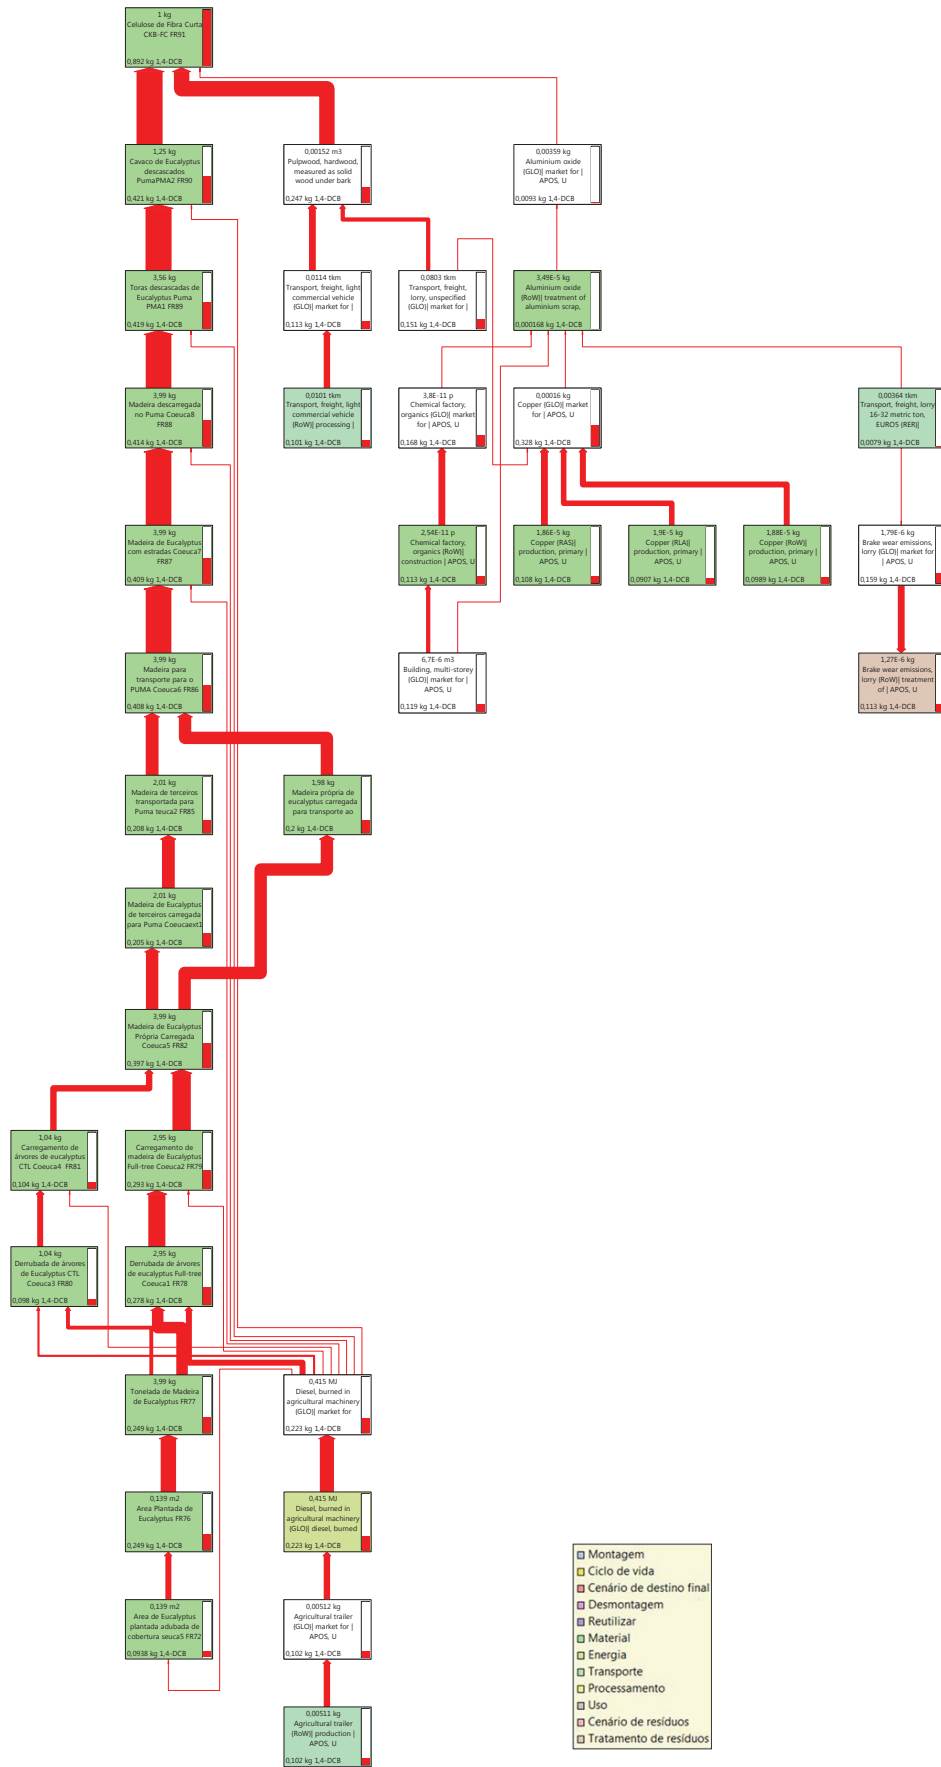 1 kg
Celulose de Fibra Curta
CKB-FC FR91
0,892 kg 1,4-DCB
1,25 kg
Cavaco de Eucalyptus
descascados
PumaPMA2 FR90
0,421 kg 1,4-DCB
0,00152 m3
Pulpwood, hardwood,
measured as solid
wood under bark
0,247 kg 1,4-DCB
0,00359 kg
Aluminium oxide
(GLO)| market for |
APOS, U
0,0093 kg 1,4-DCB
3,56 kg
Toras descascadas de
Eucalyptus Puma
PMA1 FR89
0,419 kg 1,4-DCB
0,0114 tkm
Transport, freight, light
commercial vehicle
(GLO)| market for |
0,113 kg 1,4-DCB
0,0803 tkm
Transport, freight,
lorry, unspecified
(GLO)| market for |
0,151 kg 1,4-DCB
3,49E-5 kg
Aluminium oxide
(RoW)| treatment of
aluminium scrap,
0,000168 kg 1,4-DCB
3,99 kg
Madeira descarregada
no Puma Coeuca8
FR88
0,414 kg 1,4-DCB
0,0101 tkm
Transport, freight, light
commercial vehicle
(RoW)| processing |
0,101 kg 1,4-DCB
3,8E-11 p
Chemical factory,
organics (GLO)| market
for | APOS, U
0,168 kg 1,4-DCB
0,00016 kg
Copper (GLO)| market
for | APOS, U
0,328 kg 1,4-DCB
0,00364 tkm
Transport, freight, lorry
16-32 metric ton,
EURO5 (RER)|
0,0079 kg 1,4-DCB
3,99 kg
Madeira de Eucalyptus
com estradas Coeuca7
FR87
0,409 kg 1,4-DCB
2,54E-11 p
Chemical factory,
organics (RoW)|
construction | APOS, U
0,113 kg 1,4-DCB
1,86E-5 kg
Copper (RAS)|
production, primary |
APOS, U
0,108 kg 1,4-DCB
1,9E-5 kg
Copper (RLA)|
production, primary |
APOS, U
0,0907 kg 1,4-DCB
1,88E-5 kg
Copper (RoW)|
production, primary |
APOS, U
0,0989 kg 1,4-DCB
1,79E-6 kg
Brake wear emissions,
lorry (GLO)| market for
| APOS, U
0,159 kg 1,4-DCB
3,99 kg
Madeira para
transporte para o
PUMA Coeuca6 FR86
0,408 kg 1,4-DCB
6,7E-6 m3
Building, multi-storey
(GLO)| market for |
APOS, U
0,119 kg 1,4-DCB
1,27E-6 kg
Brake wear emissions,
lorry (RoW)| treatment
of | APOS, U
0,113 kg 1,4-DCB
2,01 kg
Madeira de terceiros
transportada para
Puma teuca2 FR85
0,208 kg 1,4-DCB
1,98 kg
Madeira própria de
eucalyptus carregada
para transporte ao
0,2 kg 1,4-DCB
2,01 kg
Madeira de Eucalyptus
de terceiros carregada
para Puma Coeucaext1
0,205 kg 1,4-DCB
3,99 kg
Madeira de Eucalyptus
Própria Carregada
Coeuca5 FR82
0,397 kg 1,4-DCB
1,04 kg
Carregamento de
árvores de eucalyptus
CTL Coeuca4 FR81
0,104 kg 1,4-DCB
2,95 kg
Carregamento de
madeira de Eucalyptus
Full-tree Coeuca2 FR79
0,293 kg 1,4-DCB
1,04 kg
Derrubada de árvores
de Eucalyptus CTL
Coeuca3 FR80
0,098 kg 1,4-DCB
2,95 kg
Derrubada de árvores
de eucalyptus Full-tree
Coeuca1 FR78
0,278 kg 1,4-DCB
3,99 kg
Tonelada de Madeira
de Eucalyptus FR77
0,249 kg 1,4-DCB
0,415 MJ
Diesel, burned in
agricultural machinery
(GLO)| market for
0,223 kg 1,4-DCB
0,139 m2
Area Plantada de
Eucalyptus FR76
0,249 kg 1,4-DCB
0,415 MJ
Diesel, burned in
agricultural machinery
(GLO)| diesel, burned
0,223 kg 1,4-DCB
0,139 m2
Area de Eucalyptus
plantada adubada de
cobertura seuca5 FR72
0,0938 kg 1,4-DCB
0,00512 kg
Agricultural trailer
(GLO)| market for |
APOS, U
0,102 kg 1,4-DCB
0,00511 kg
Agricultural trailer
(RoW)| production |
APOS, U
0,102 kg 1,4-DCB
Montagem
Ciclo de vida
Cenário de destino final
Desmontagem
Reutilizar
Material
Energia
Transporte
Processamento
Uso
Cenário de resíduos
Tratamento de resíduos